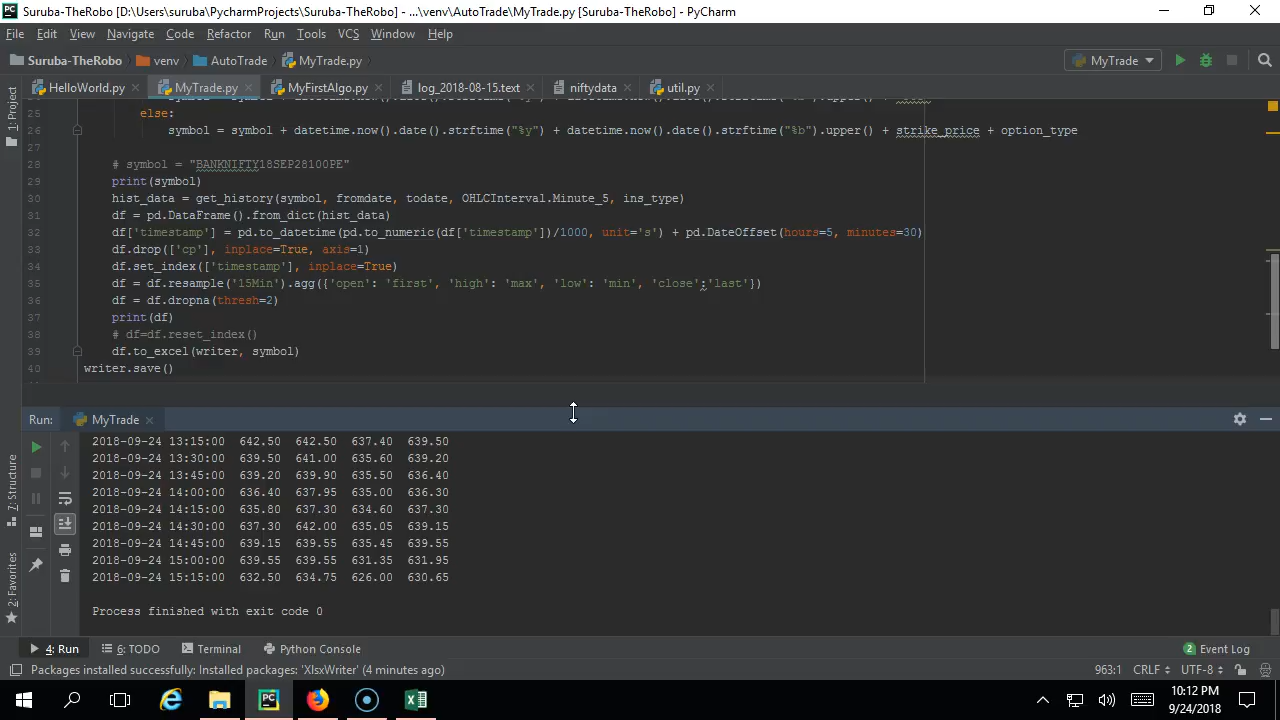 Suruba-TheRobo [D:\Users\suruba\PycharmProjects\Suruba-TheRobo] - ...\venv\AutoTrade\MyTrade.py [Suruba-TheRobo] - PyCharm
File Edit View Navigate Code Refactor Run Tools VCS Window Help
Suruba-TheRobo venv AutoTrade MyTrade.py MyTrade
HelloWorld.py MyTrade.py MyFirstAlgo.py log_2018-08-15.text niftydata util.py
1: Project
25 else:
26 symbol = symbol + datetime.now().date().strftime("%y") + datetime.now().date().strftime("%b").upper() + strike_price + option_type
27
28 # symbol = "BANKNIFTY18SEP28100PE"
29 print(symbol)
30 hist_data = get_history(symbol, fromdate, todate, OHLCInterval.Minute_5, ins_type)
31 df = pd.DataFrame().from_dict(hist_data)
32 df['timestamp'] = pd.to_datetime(pd.to_numeric(df['timestamp'])/1000, unit='s') + pd.DateOffset(hours=5, minutes=30)
33 df.drop(['cp'], inplace=True, axis=1)
34 df.set_index(['timestamp'], inplace=True)
35 df = df.resample('15Min').agg({'open': 'first', 'high': 'max', 'low': 'min', 'close':'last'})
36 df = df.dropna(thresh=2)
37 print(df)
38 # df=df.reset_index()
39 df.to_excel(writer, symbol)
40 writer.save()
Run: MyTrade
2018-09-24 13:15:00 642.50 642.50 637.40 639.50
2018-09-24 13:30:00 639.50 641.00 635.60 639.20
2018-09-24 13:45:00 639.20 639.90 635.50 636.40
2018-09-24 14:00:00 636.40 637.95 635.00 636.30
2018-09-24 14:15:00 635.80 637.30 634.60 637.30
2018-09-24 14:30:00 637.30 642.00 635.05 639.15
2018-09-24 14:45:00 639.15 639.55 635.45 639.55
2018-09-24 15:00:00 639.55 639.55 631.35 631.95
2018-09-24 15:15:00 632.50 634.75 626.00 630.65
Process finished with exit code 0
7: Structure
2: Favorites
4: Run 6: TODO Terminal Python Console 2 Event Log
Packages installed successfully: Installed packages: 'XlsxWriter' (4 minutes ago) 963:1 CRLF UTF-8
10:12 PM
9/24/2018